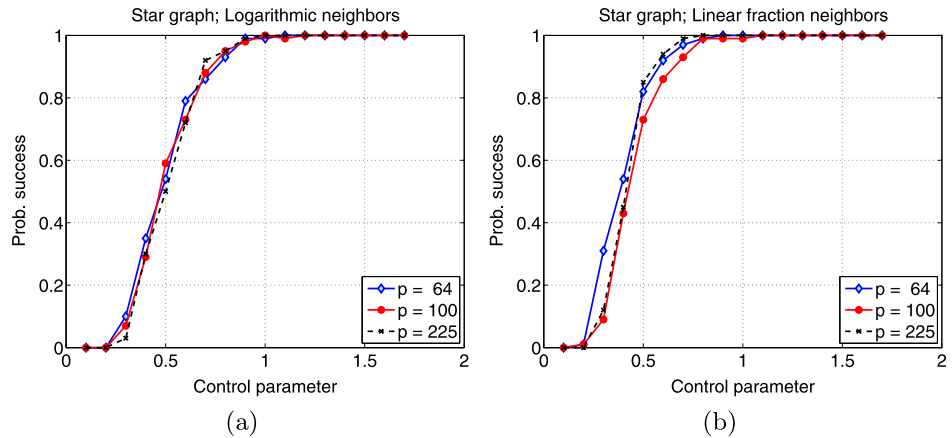 Star graph; Logarithmic neighbors
1
0.8
0.6
0.4
0.2
0
Prob. success
0
0.5
1
1.5
2
Control parameter
p = 64
p = 100
p = 225
(a)
Star graph; Linear fraction neighbors
1
0.8
0.6
0.4
0.2
0
Prob. success
0
0.5
1
1.5
2
Control parameter
p = 64
p = 100
p = 225
(b)